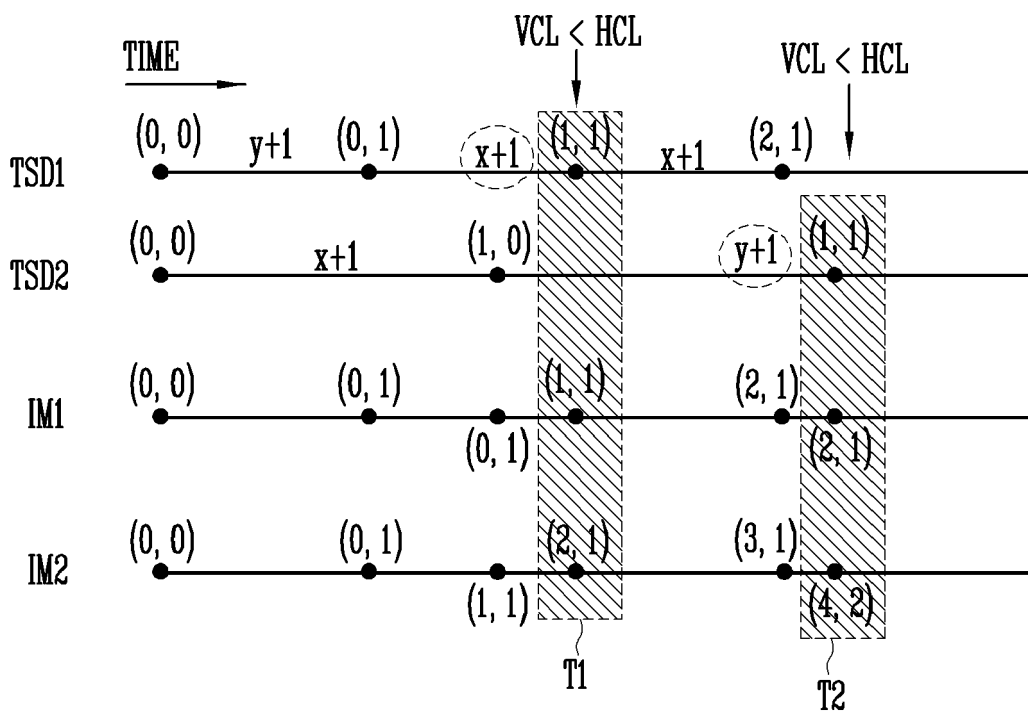 VCL < HCL
TIME
VCL < HCL
(0, 0) y+1 (0, 1) x+1 (1, 1) x+1 (2, 1)
TSD1
(0, 0) x+1 (1, 0) y+1 (1, 1)
TSD2
(0, 0) (0, 1) (1, 1) (2, 1)
IM1
(0, 1) (2, 1)
(0, 0) (0, 1) (2, 1) (3, 1)
IM2
(1, 1) (4, 2)
T1
T2